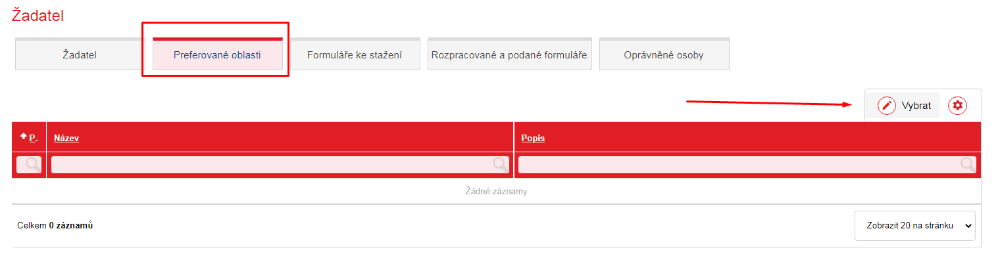 Žadatel
Žadatel Preferované oblasti Formuláře ke stažení Rozpracované a podané formuláře Oprávněné osoby
Vybrat
P. Název Popis
Žádné záznamy
Celkem 0 záznamů Zobrazit 20 na stránku